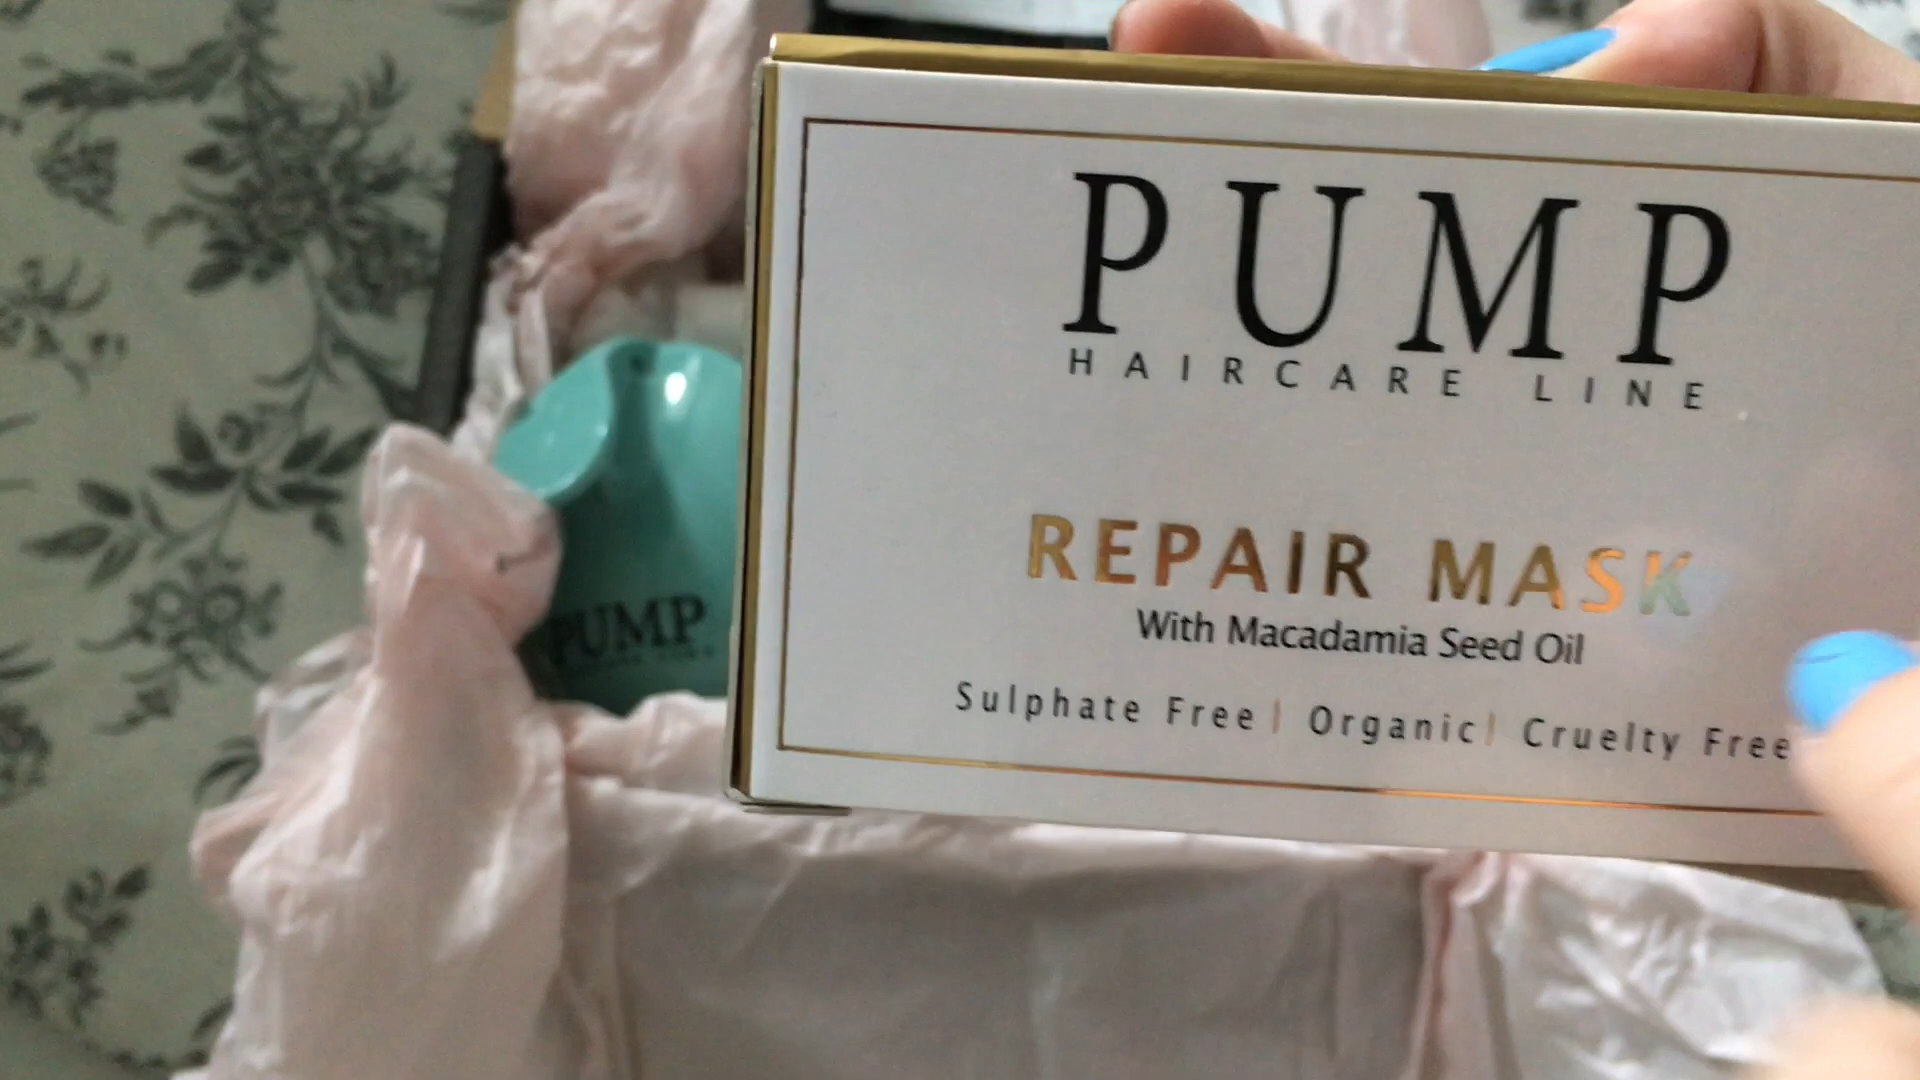 PUMP
HAIRCARE LINE
REPAIR MASK
With Macadamia Seed Oil
Sulphate Free | Organic | Cruelty Free
PUMP